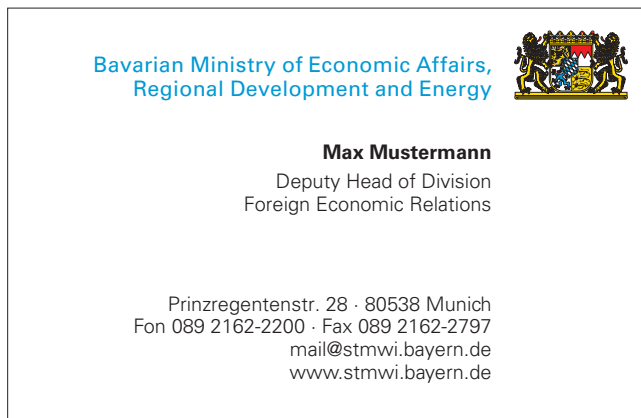 Bavarian Ministry of Economic Affairs,
Regional Development and Energy
Max Mustermann
Deputy Head of Division
Foreign Economic Relations
Prinzregentenstr. 28 · 80538 Munich
Fon 089 2162-2200 · Fax 089 2162-2797
mail@stmwi.bayern.de
www.stmwi.bayern.de